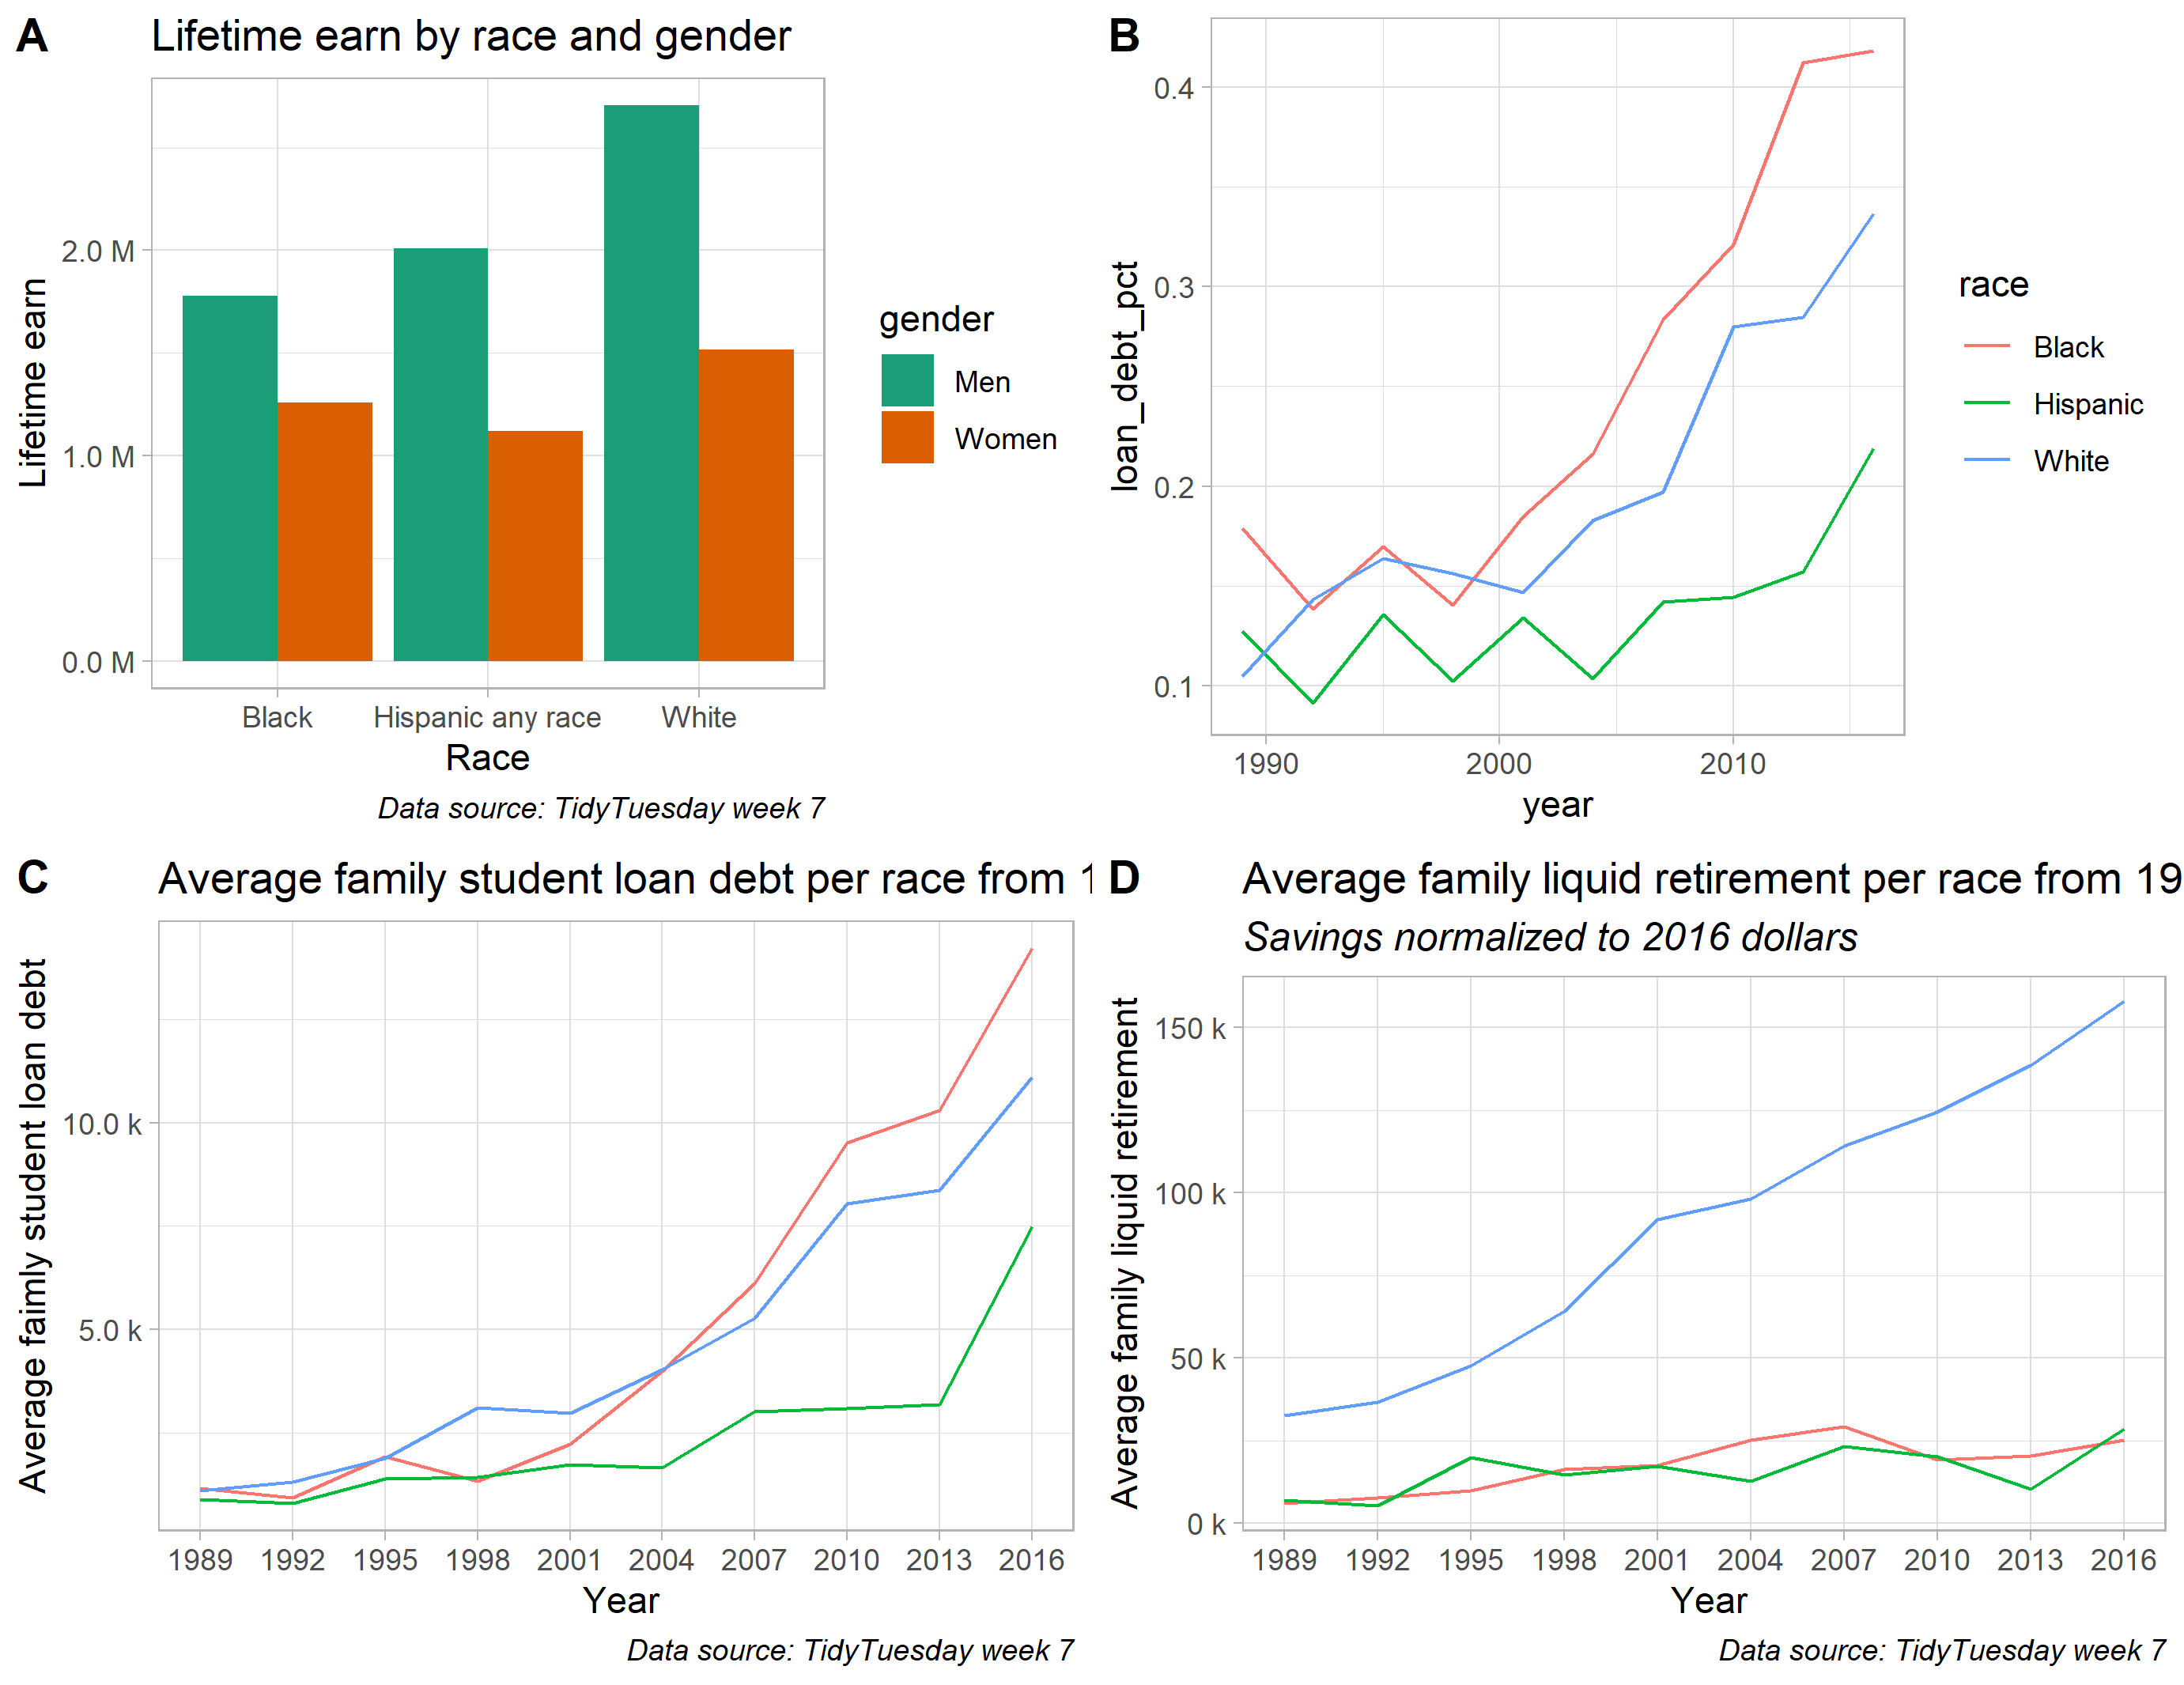 A
Lifetime earn by race and gender
Lifetime earn
2.0 M
1.0 M
0.0 M
Black
Hispanic any race
White
Race
Data source: TidyTuesday week 7
gender
Men
Women
B
loan_debt_pct
0.4
0.3
0.2
0.1
1990
2000
2010
year
race
Black
Hispanic
White
C
Average family student loan debt per race from 1
Average faimly student loan debt
10.0 k
5.0 k
1989 1992 1995 1998 2001 2004 2007 2010 2013 2016
Year
Data source: TidyTuesday week 7
D
Average family liquid retirement per race from 19
Savings normalized to 2016 dollars
Average family liquid retirement
150 k
100 k
50 k
0 k
1989 1992 1995 1998 2001 2004 2007 2010 2013 2016
Year
Data source: TidyTuesday week 7